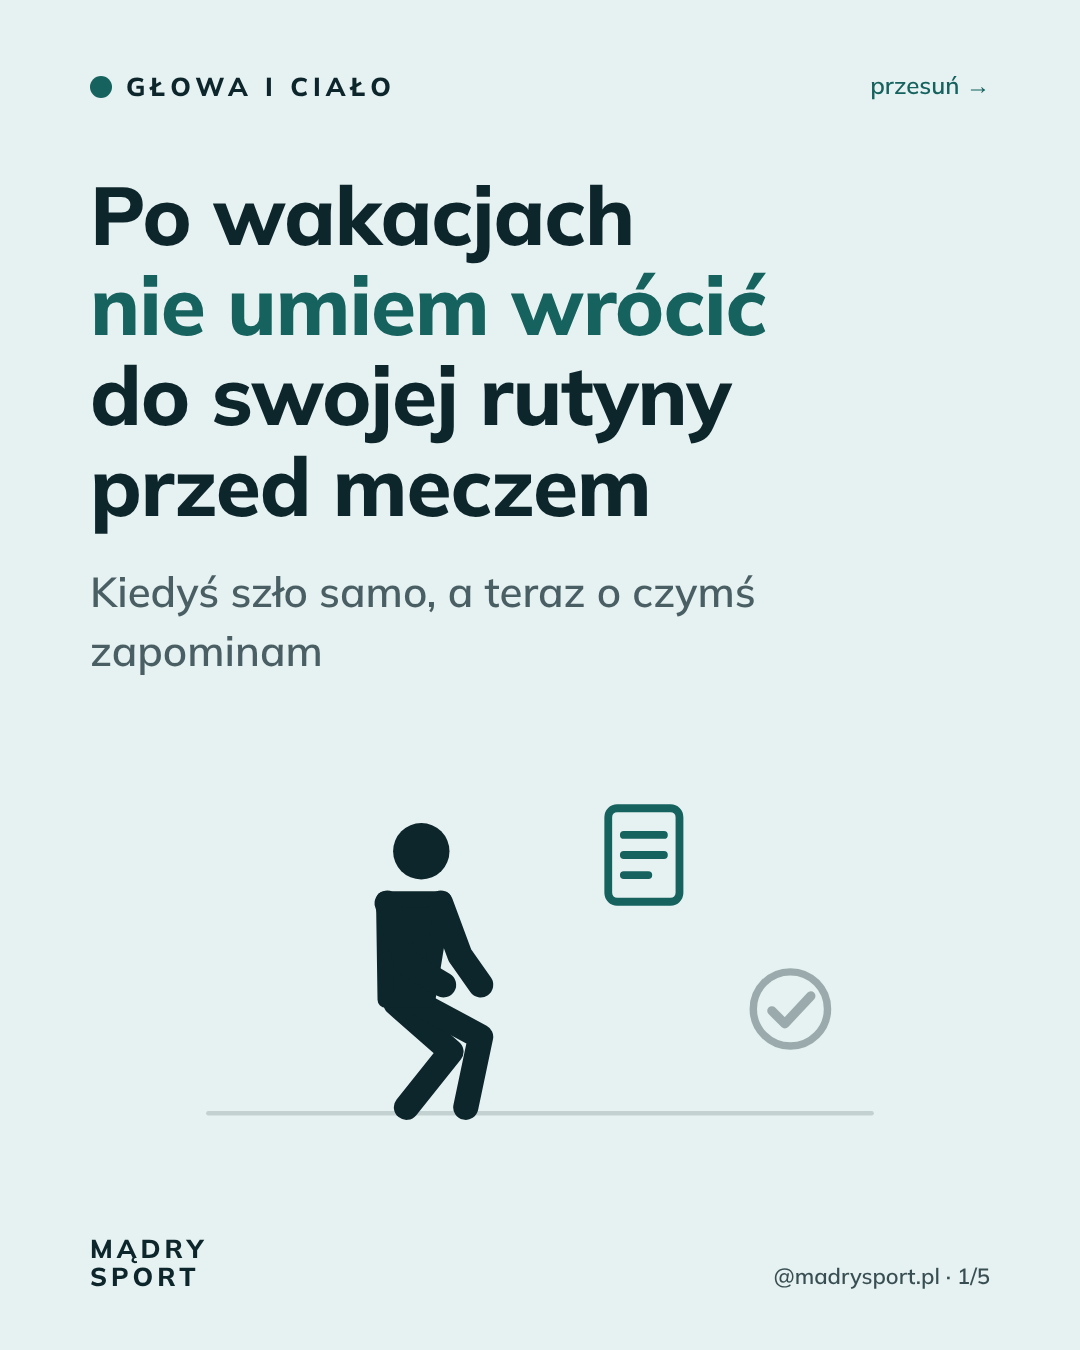 GŁOWA I CIAŁO
przesuń →
Po wakacjach
nie umiem wrócić
do swojej rutyny
przed meczem
Kiedyś szło samo, a teraz o czymś
zapominam
MĄDRY
SPORT
@madrysport.pl · 1/5